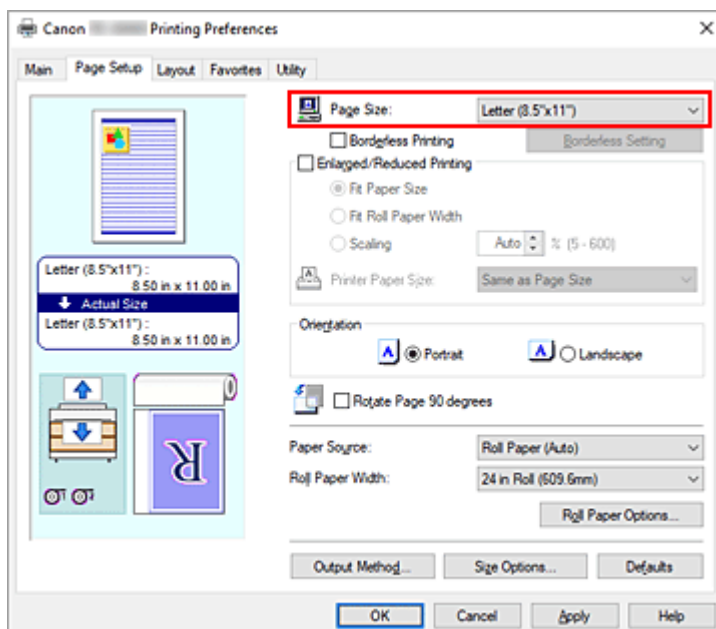 Canon Printing Preferences
Main Page Setup Layout Favorites Utility
Page Size: Letter (8.5"x11")
Borderless Printing Borderless Setting
Enlarged/Reduced Printing
Fit Paper Size
Fit Roll Paper Width
Scaling Auto % (5 - 600)
Printer Paper Size: Same as Page Size
Letter (8.5"x11") :
8.50 in x 11.00 in
Actual Size
Letter (8.5"x11") :
8.50 in x 11.00 in
Orientation
A Portrait A Landscape
Rotate Page 90 degrees
R
Paper Source: Roll Paper (Auto)
Roll Paper Width: 24 in Roll (609.6mm)
Roll Paper Options...
Output Method... Size Options... Defaults
OK Cancel Apply Help